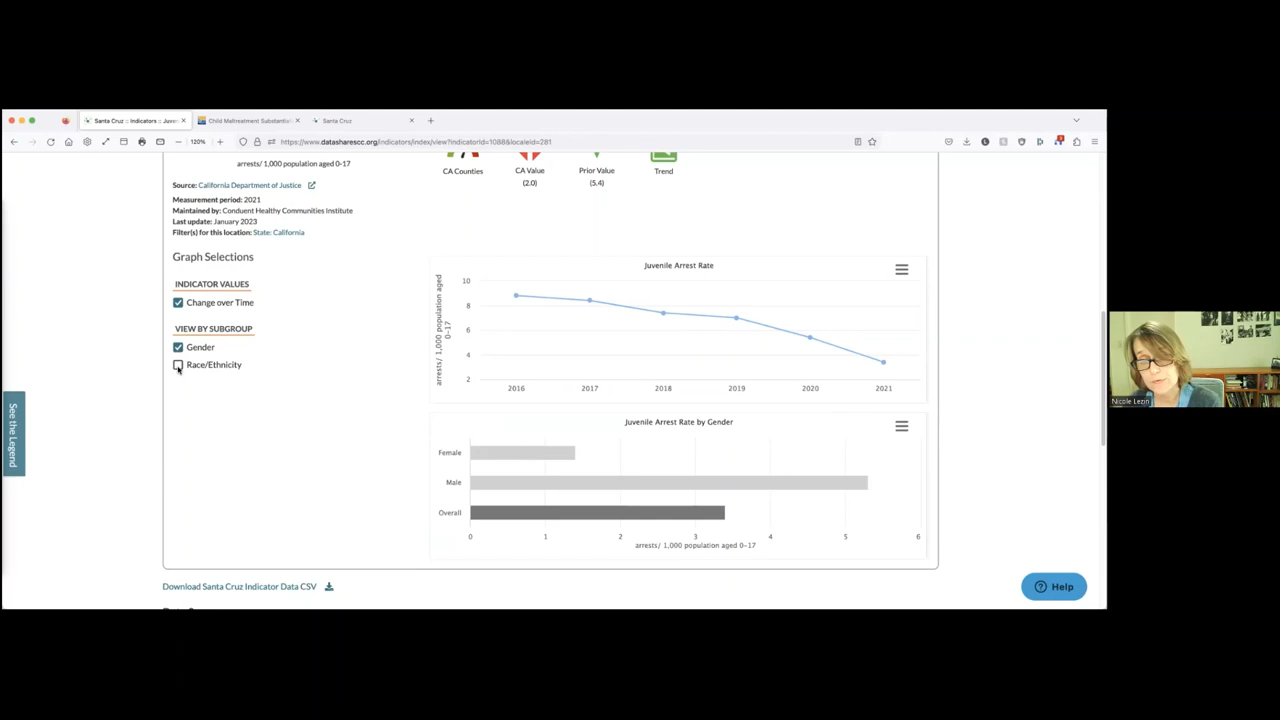 Santa Cruz :: Indicators :: Juven
Child Maltreatment Substantia
Santa Cruz
120%
https://www.datasharescc.org/indicators/index/view?indicatorId=1088&localeId=281
arrests/ 1,000 population aged 0-17
CA Counties
CA Value
(2.0)
Prior Value
(5.4)
Trend
Source: California Department of Justice
Measurement period: 2021
Maintained by: Conduent Healthy Communities Institute
Last update: January 2023
Filter(s) for this location: State: California
Graph Selections
INDICATOR VALUES
Change over Time
VIEW BY SUBGROUP
Gender
Race/Ethnicity
See the Legend
Juvenile Arrest Rate
arrests/ 1,000 population aged
0-17
10
8
6
4
2
2016 2017 2018 2019 2020 2021
Juvenile Arrest Rate by Gender
Female
Male
Overall
0 1 2 3 4 5 6
arrests/ 1,000 population aged 0-17
Download Santa Cruz Indicator Data CSV
Help
Nicole Lezin